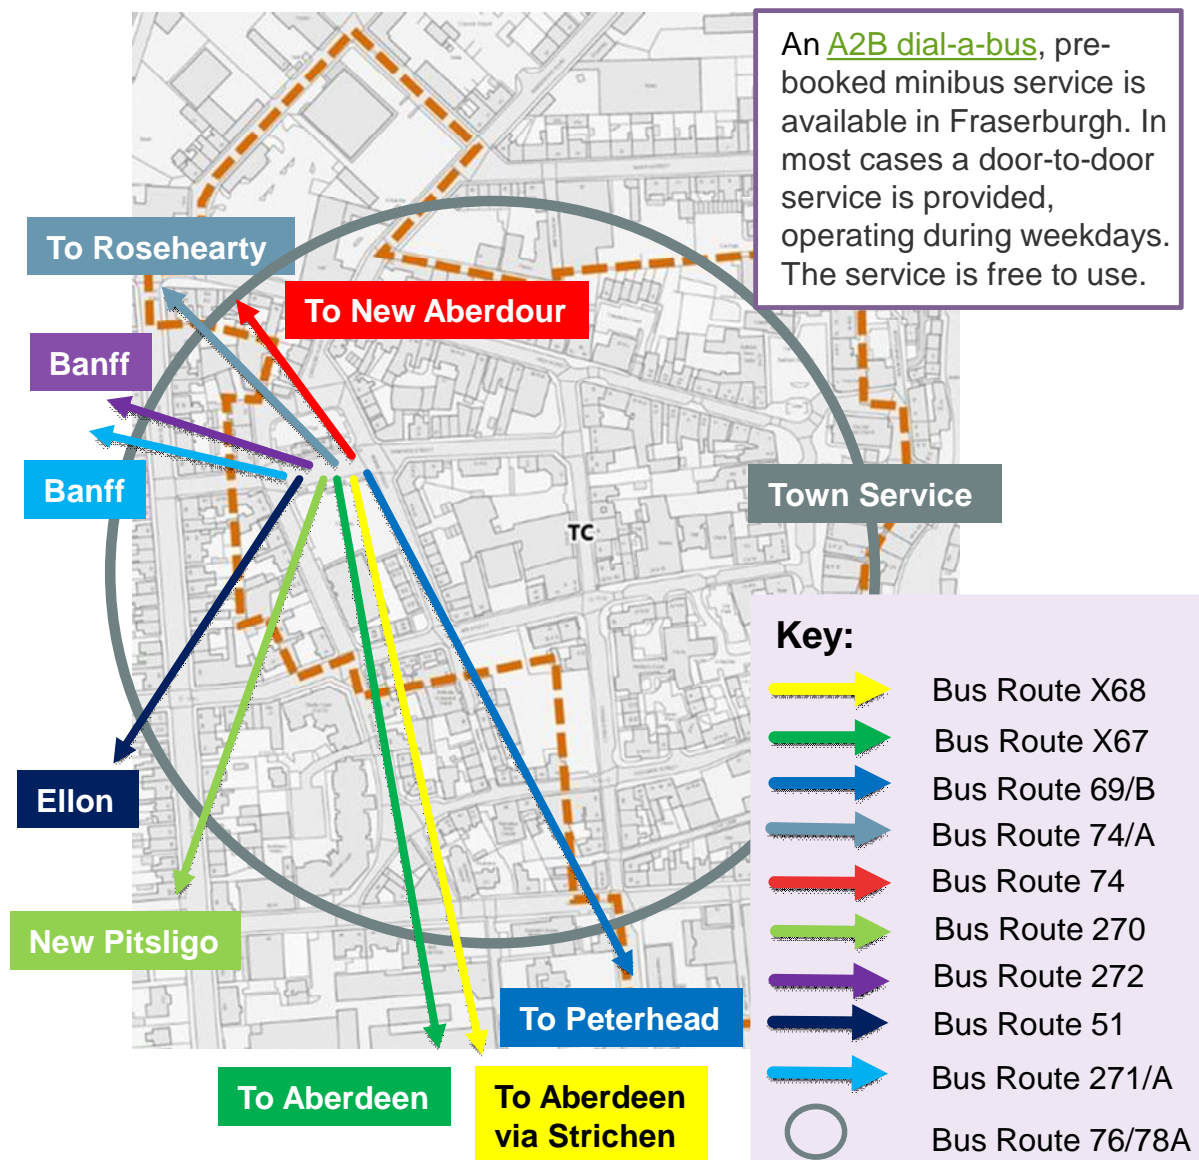 An A2B dial-a-bus, pre-
booked minibus service is
available in Fraserburgh. In
most cases a door-to-door
service is provided,
operating during weekdays.
The service is free to use.
To Rosehearty
To New Aberdour
Banff
Banff
Town Service
TC
Ellon
New Pitsligo
To Peterhead
To Aberdeen
To Aberdeen
via Strichen
Key:
Bus Route X68
Bus Route X67
Bus Route 69/B
Bus Route 74/A
Bus Route 74
Bus Route 270
Bus Route 272
Bus Route 51
Bus Route 271/A
Bus Route 76/78A